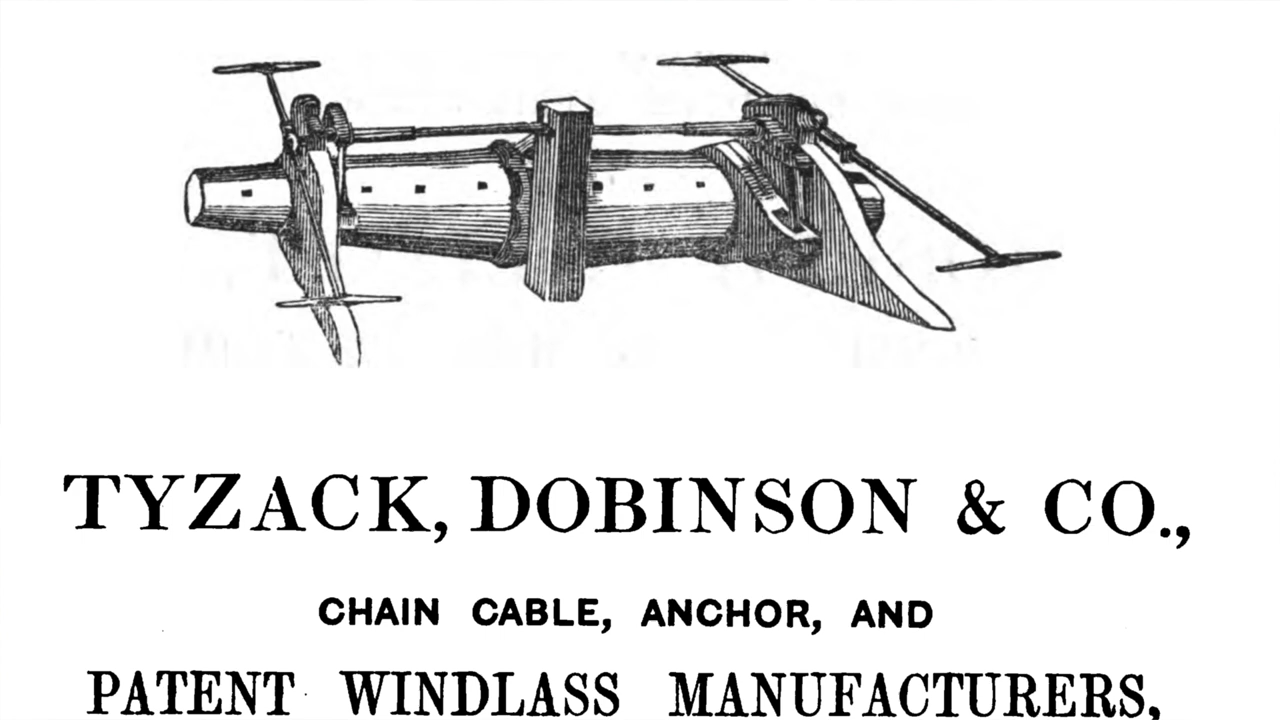 TYZACK, DOBINSON & CO.,
CHAIN CABLE, ANCHOR, AND
PATENT WINDLASS MANUFACTURERS,